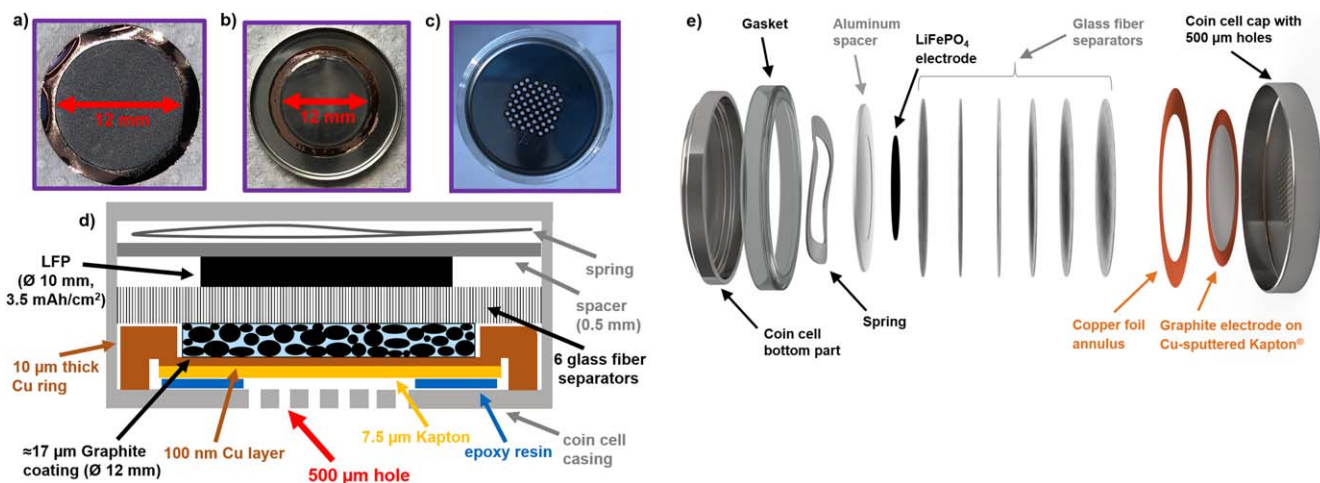 a)
12 mm
b)
12 mm
c)
d)
LFP
(Ø 10 mm,
3.5 mAh/cm²)
spring
spacer
(0.5 mm)
10 µm thick
Cu ring
6 glass fiber
separators
≈17 µm Graphite
coating (Ø 12 mm)
100 nm Cu layer
500 µm hole
7.5 µm Kapton
epoxy resin
coin cell
casing
e)
Gasket
Aluminum
spacer
LiFePO₄
electrode
Glass fiber
separators
Coin cell cap with
500 µm holes
Coin cell
bottom part
Spring
Copper foil
annulus
Graphite electrode on
Cu-sputtered Kapton®